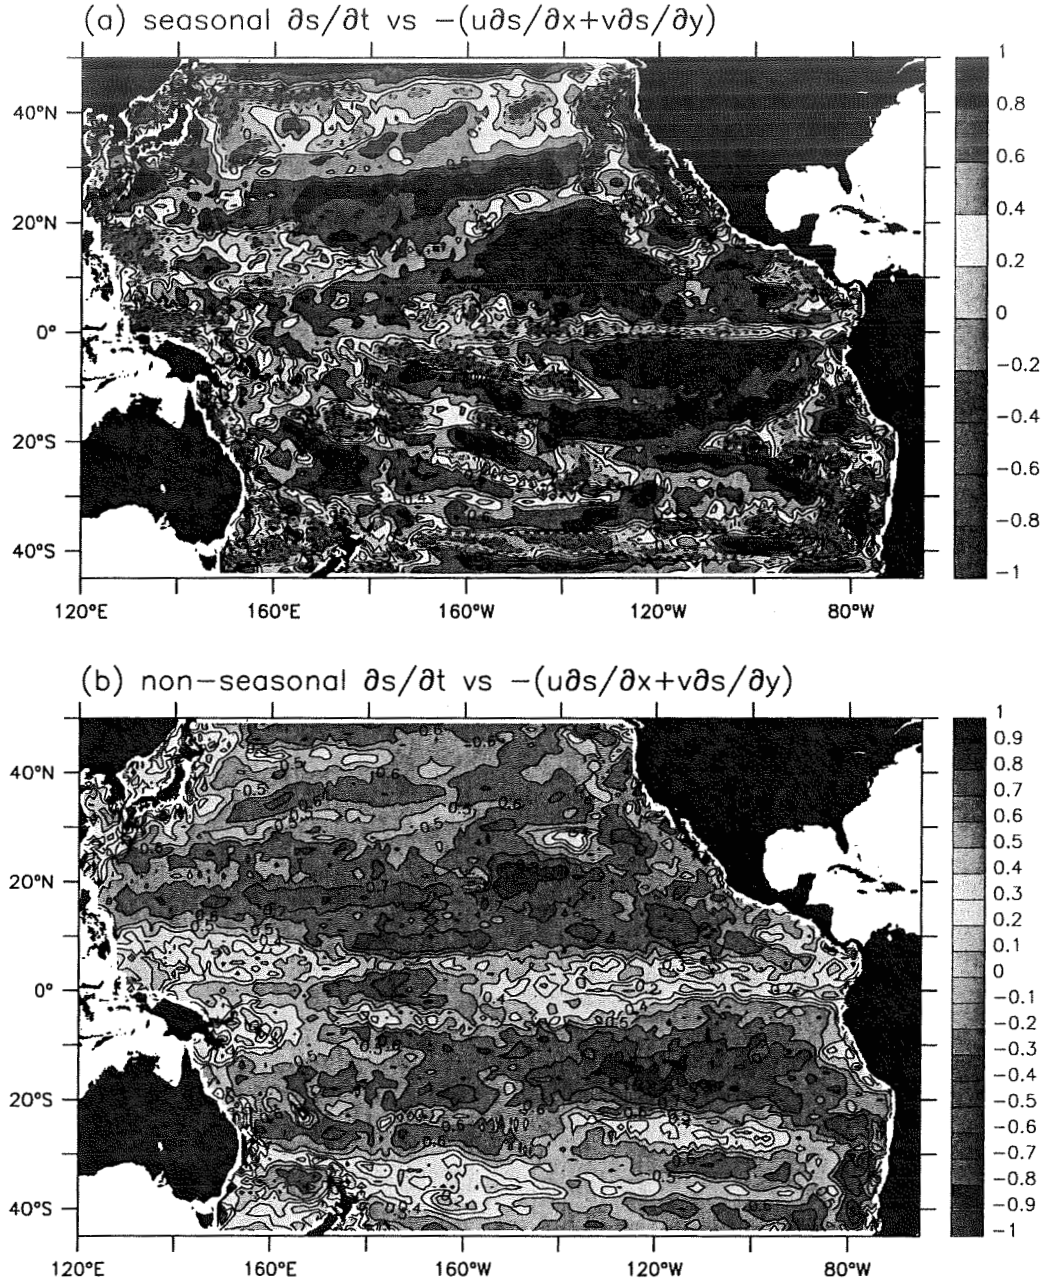 (a) seasonal ∂s/∂t vs −(u∂s/∂x+v∂s/∂y)
40°N
20°N
0°
20°S
40°S
120°E 160°E 160°W 120°W 80°W
1
0.8
0.6
0.4
0.2
0
−0.2
−0.4
−0.6
−0.8
−1
(b) non−seasonal ∂s/∂t vs −(u∂s/∂x+v∂s/∂y)
40°N
20°N
0°
20°S
40°S
120°E 160°E 160°W 120°W 80°W
1
0.9
0.8
0.7
0.6
0.5
0.4
0.3
0.2
0.1
0
−0.1
−0.2
−0.3
−0.4
−0.5
−0.6
−0.7
−0.8
−0.9
−1